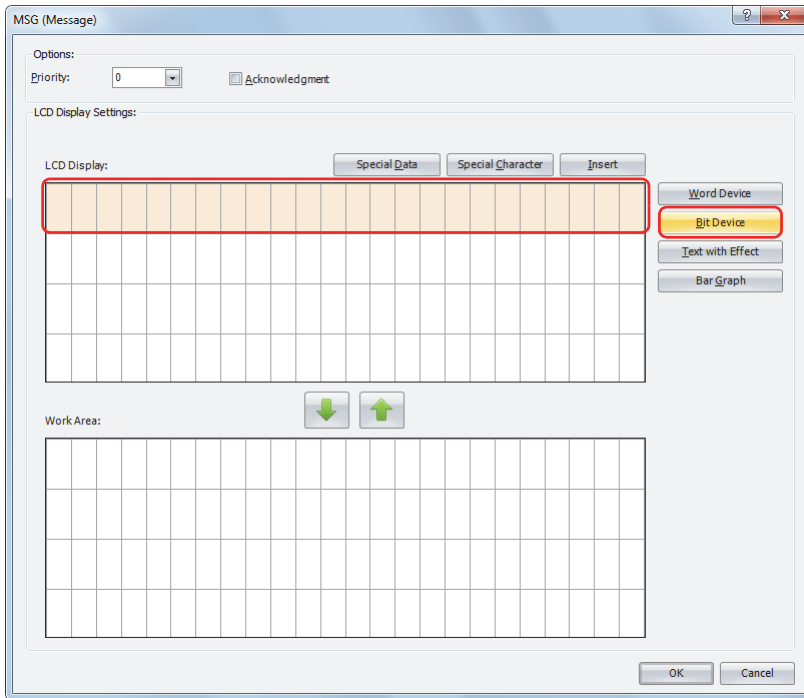 MSG (Message)
?
Options:
Priority: 0 Acknowledgment
LCD Display Settings:
LCD Display: Special Data Special Character Insert
Word Device
Bit Device
Text with Effect
Bar Graph
Work Area:
OK Cancel